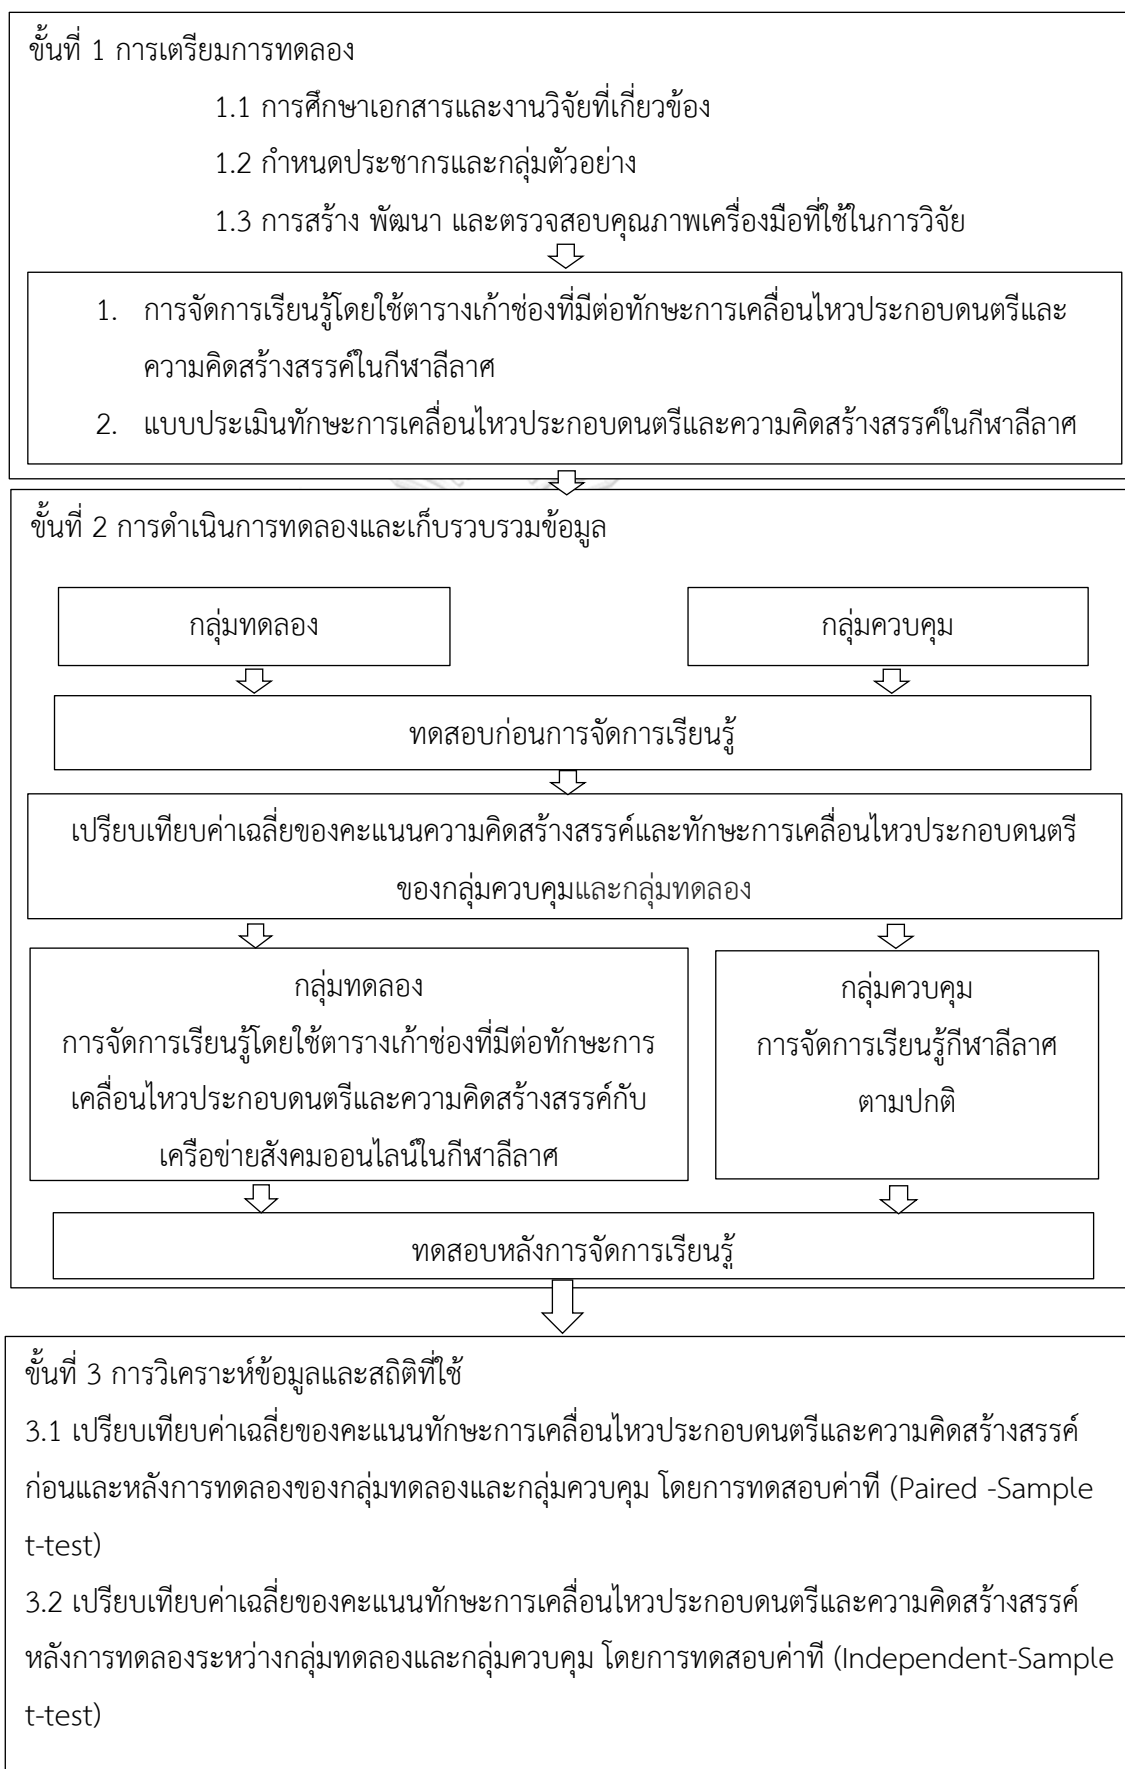 ขั้นที่ 1 การเตรียมการทดลอง
1.1 การศึกษาเอกสารและงานวิจัยที่เกี่ยวข้อง
1.2 กำหนดประชากรและกลุ่มตัวอย่าง
1.3 การสร้าง พัฒนา และตรวจสอบคุณภาพเครื่องมือที่ใช้ในการวิจัย
1. การจัดการเรียนรู้โดยใช้ตารางเก้าช่องที่มีต่อทักษะการเคลื่อนไหวประกอบดนตรีและ
ความคิดสร้างสรรค์ในกีฬาลีลาศ
2. แบบประเมินทักษะการเคลื่อนไหวประกอบดนตรีและความคิดสร้างสรรค์ในกีฬาลีลาศ
ขั้นที่ 2 การดำเนินการทดลองและเก็บรวบรวมข้อมูล
กลุ่มทดลอง
กลุ่มควบคุม
ทดสอบก่อนการจัดการเรียนรู้
เปรียบเทียบค่าเฉลี่ยของคะแนนความคิดสร้างสรรค์และทักษะการเคลื่อนไหวประกอบดนตรี
ของกลุ่มควบคุมและกลุ่มทดลอง
กลุ่มทดลอง
การจัดการเรียนรู้โดยใช้ตารางเก้าช่องที่มีต่อทักษะการ
เคลื่อนไหวประกอบดนตรีและความคิดสร้างสรรค์กับ
เครือข่ายสังคมออนไลน์ในกีฬาลีลาศ
กลุ่มควบคุม
การจัดการเรียนรู้กีฬาลีลาศ
ตามปกติ
ทดสอบหลังการจัดการเรียนรู้
ขั้นที่ 3 การวิเคราะห์ข้อมูลและสถิติที่ใช้
3.1 เปรียบเทียบค่าเฉลี่ยของคะแนนทักษะการเคลื่อนไหวประกอบดนตรีและความคิดสร้างสรรค์
ก่อนและหลังการทดลองของกลุ่มทดลองและกลุ่มควบคุม โดยการทดสอบค่าที (Paired -Sample
t-test)
3.2 เปรียบเทียบค่าเฉลี่ยของคะแนนทักษะการเคลื่อนไหวประกอบดนตรีและความคิดสร้างสรรค์
หลังการทดลองระหว่างกลุ่มทดลองและกลุ่มควบคุม โดยการทดสอบค่าที (Independent-Sample
t-test)